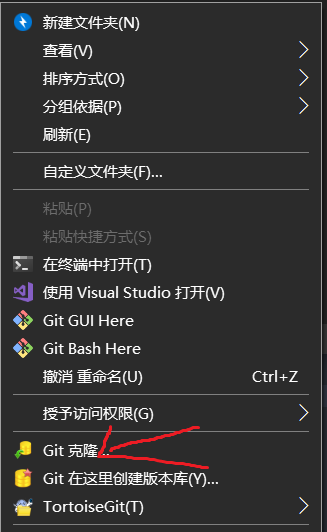 新建文件夹(N)
查看(V)
排序方式(O)
分组依据(P)
刷新(E)
自定义文件夹(F)...
粘贴(P)
粘贴快捷方式(S)
在终端中打开(T)
使用 Visual Studio 打开(V)
Git GUI Here
Git Bash Here
撤消 重命名(U) Ctrl+Z
授予访问权限(G)
Git 克隆...
Git 在这里创建版本库(Y)...
TortoiseGit(T)